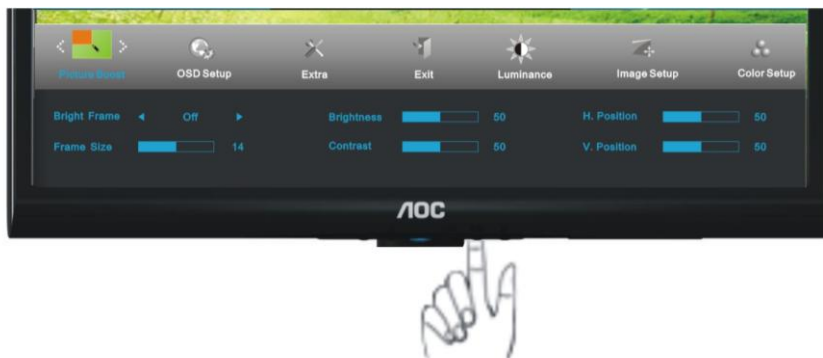 Picture Boost OSD Setup Extra Exit Luminance Image Setup Color Setup
Bright Frame Off Brightness 50 H. Position 50
Frame Size 14 Contrast 50 V. Position 50
AOC